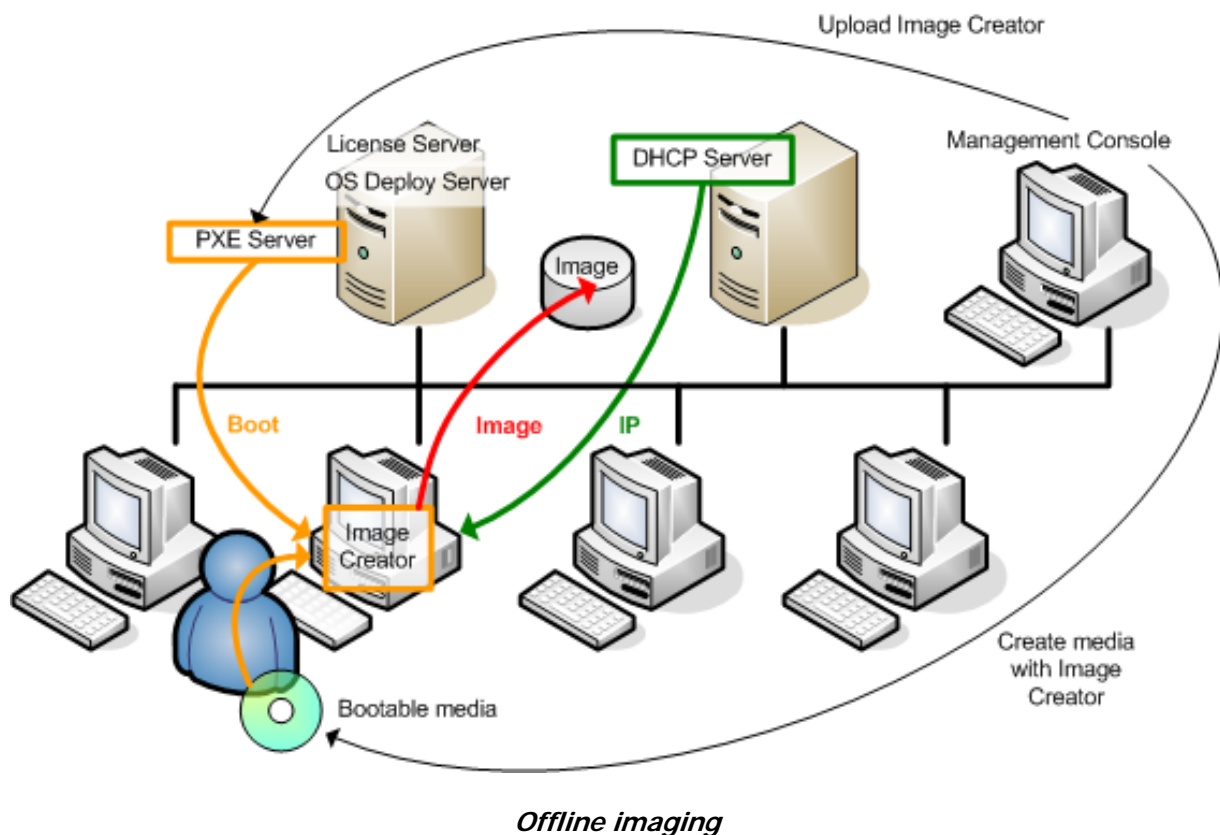 Upload Image Creator
License Server
OS Deploy Server
DHCP Server
Management Console
PXE Server
Image
Boot
Image
IP
Image
Creator
Create media
with Image
Creator
Bootable media
Offline imaging